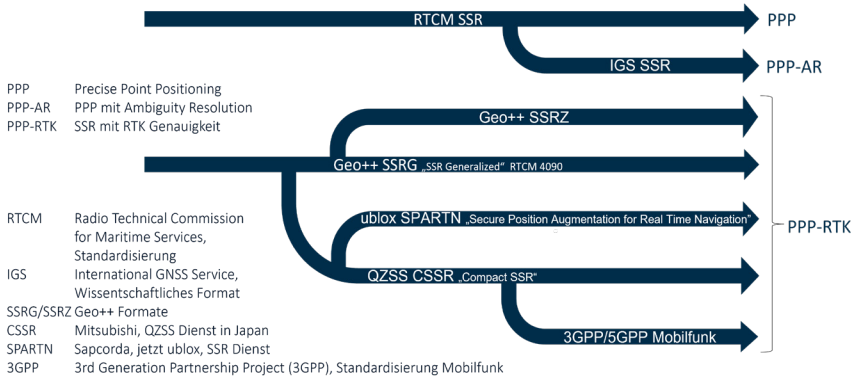 RTCM SSR
PPP
IGS SSR
PPP-AR
PPP Precise Point Positioning
PPP-AR PPP mit Ambiguity Resolution
PPP-RTK SSR mit RTK Genauigkeit
Geo++ SSRZ
Geo++ SSRG „SSR Generalized“ RTCM 4090
ublox SPARTN „Secure Position Augmentation for Real Time Navigation“
PPP-RTK
QZSS CSSR „Compact SSR“
3GPP/5GPP Mobilfunk
RTCM Radio Technical Commission
for Maritime Services,
Standardisierung
IGS International GNSS Service,
Wissenschaftliches Format
SSRG/SSRZ Geo++ Formate
CSSR Mitsubishi, QZSS Dienst in Japan
SPARTN Sapcorda, jetzt ublox, SSR Dienst
3GPP 3rd Generation Partnership Project (3GPP), Standardisierung Mobilfunk